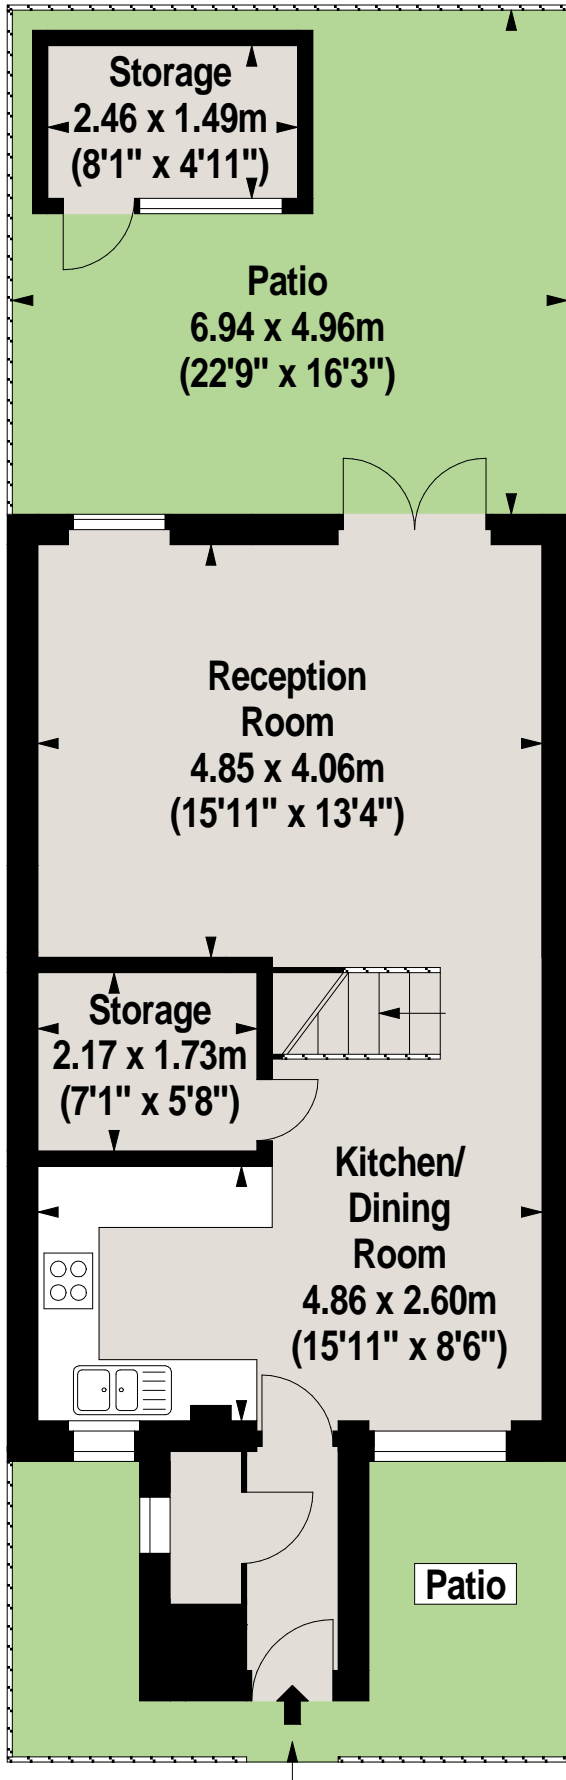 Storage
2.46 x 1.49m
(8'1" x 4'11")
Patio
6.94 x 4.96m
(22'9" x 16'3")
Reception
Room
4.85 x 4.06m
(15'11" x 13'4")
Storage
2.17 x 1.73m
(7'1" x 5'8")
Kitchen/
Dining
Room
4.86 x 2.60m
(15'11" x 8'6")
Patio